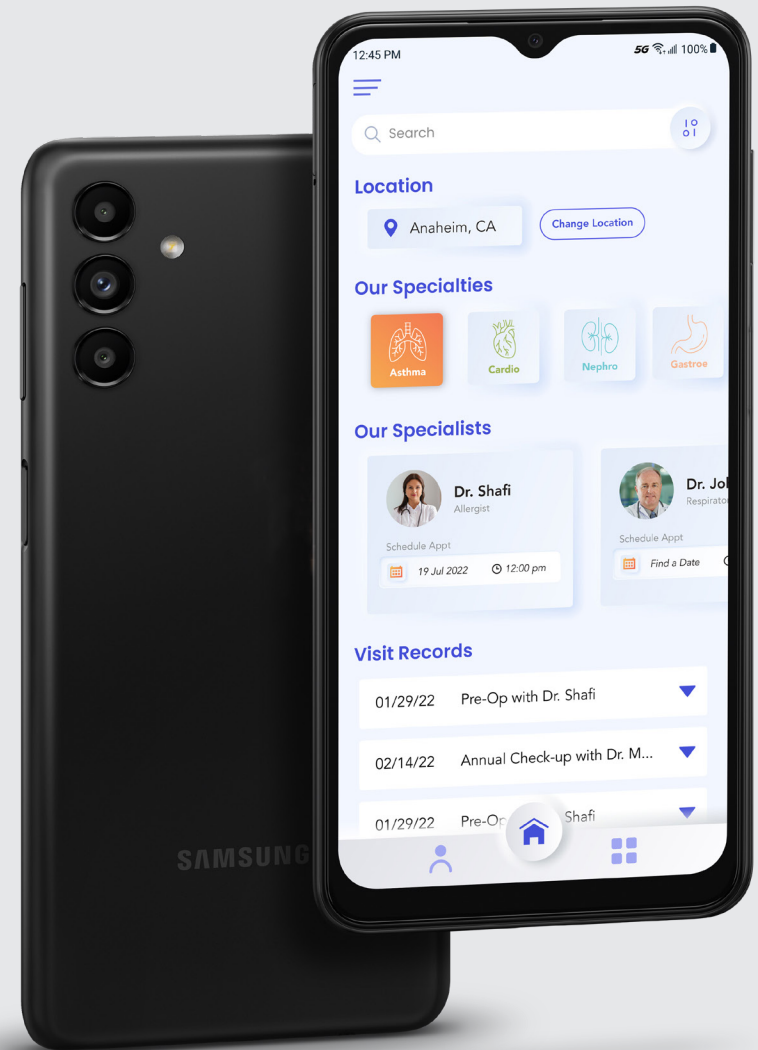 12:45 PM 5G 100%
Search
Location
Anaheim, CA Change Location
Our Specialties
Asthma Cardio Nephro Gastroe
Our Specialists
Dr. Shafi
Allergist
Schedule Appt
19 Jul 2022 12:00 pm
Dr.
Schedule Appt
Find a Date
Visit Records
01/29/22 Pre-Op with Dr. Shafi
02/14/22 Annual Check-up with Dr. M...
01/29/22 Shafi
SAMSUNG